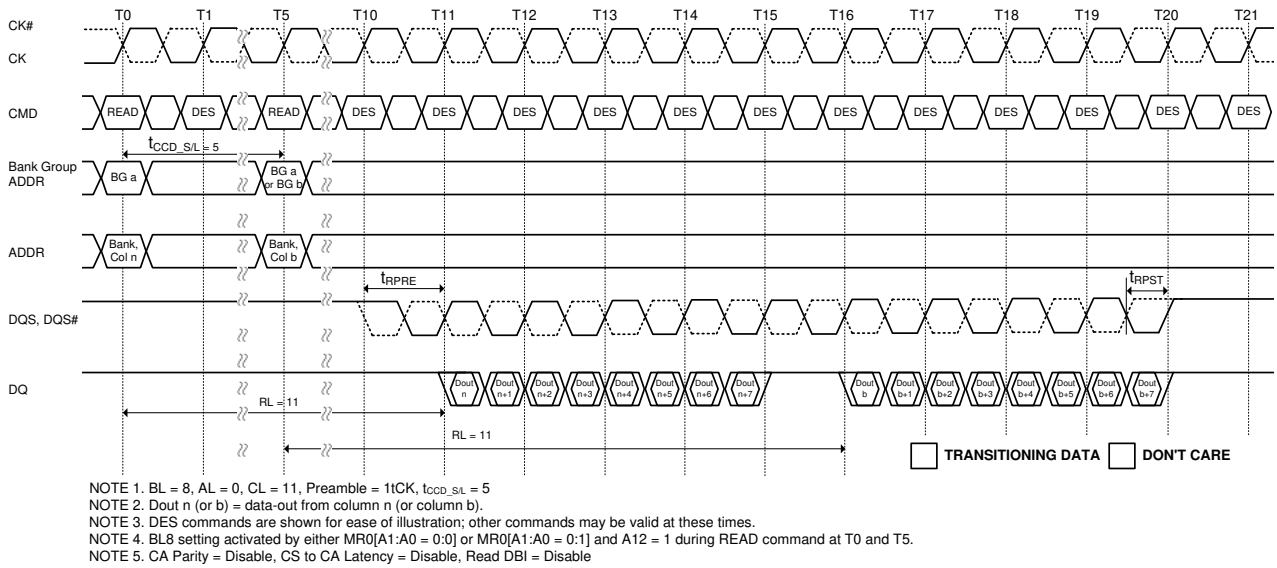 T0 T1 T5 T10 T11 T12 T13 T14 T15 T16 T17 T18 T19 T20 T21
CK#
CK
CMD READ DES READ DES DES DES DES DES DES DES DES DES DES DES DES
tCCD_S/L = 5
Bank Group
ADDR
BG a
BG a
or BG b
ADDR
Bank,
Col n
Bank,
Col b
tRPRE
tRPST
DQS, DQS#
DQ
Dout
n
Dout
n+1
Dout
n+2
Dout
n+3
Dout
n+4
Dout
n+5
Dout
n+6
Dout
n+7
Dout
b
Dout
b+1
Dout
b+2
Dout
b+3
Dout
b+4
Dout
b+5
Dout
b+6
Dout
b+7
RL = 11
RL = 11
TRANSITIONING DATA DON'T CARE
NOTE 1. BL = 8, AL = 0, CL = 11, Preamble = 1tCK, tCCD_S/L = 5
NOTE 2. Dout n (or b) = data-out from column n (or column b).
NOTE 3. DES commands are shown for ease of illustration; other commands may be valid at these times.
NOTE 4. BL8 setting activated by either MR0[A1:A0 = 0:0] or MR0[A1:A0 = 0:1] and A12 = 1 during READ command at T0 and T5.
NOTE 5. CA Parity = Disable, CS to CA Latency = Disable, Read DBI = Disable